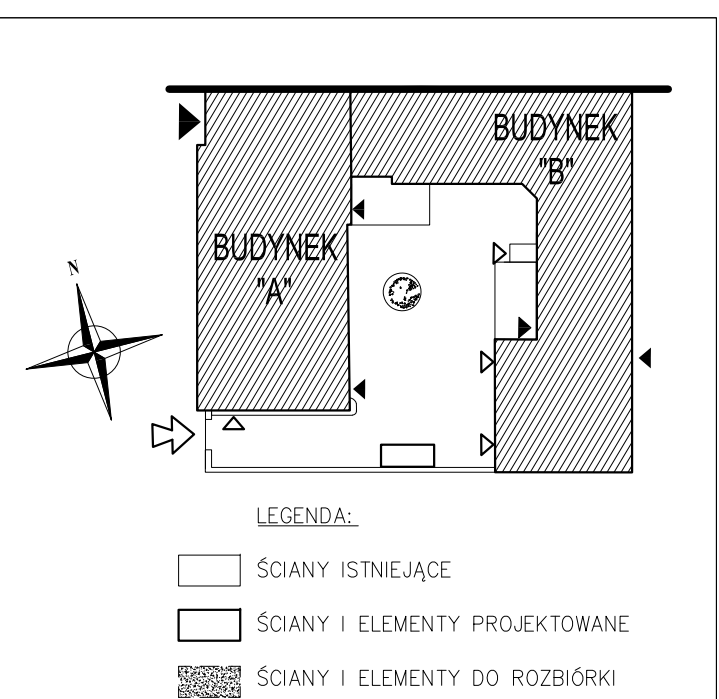 BUDYNEK
"B"
BUDYNEK
"A"
N
LEGENDA:
ŚCIANY ISTNIEJĄCE
ŚCIANY I ELEMENTY PROJEKTOWANE
ŚCIANY I ELEMENTY DO ROZBIÓRKI